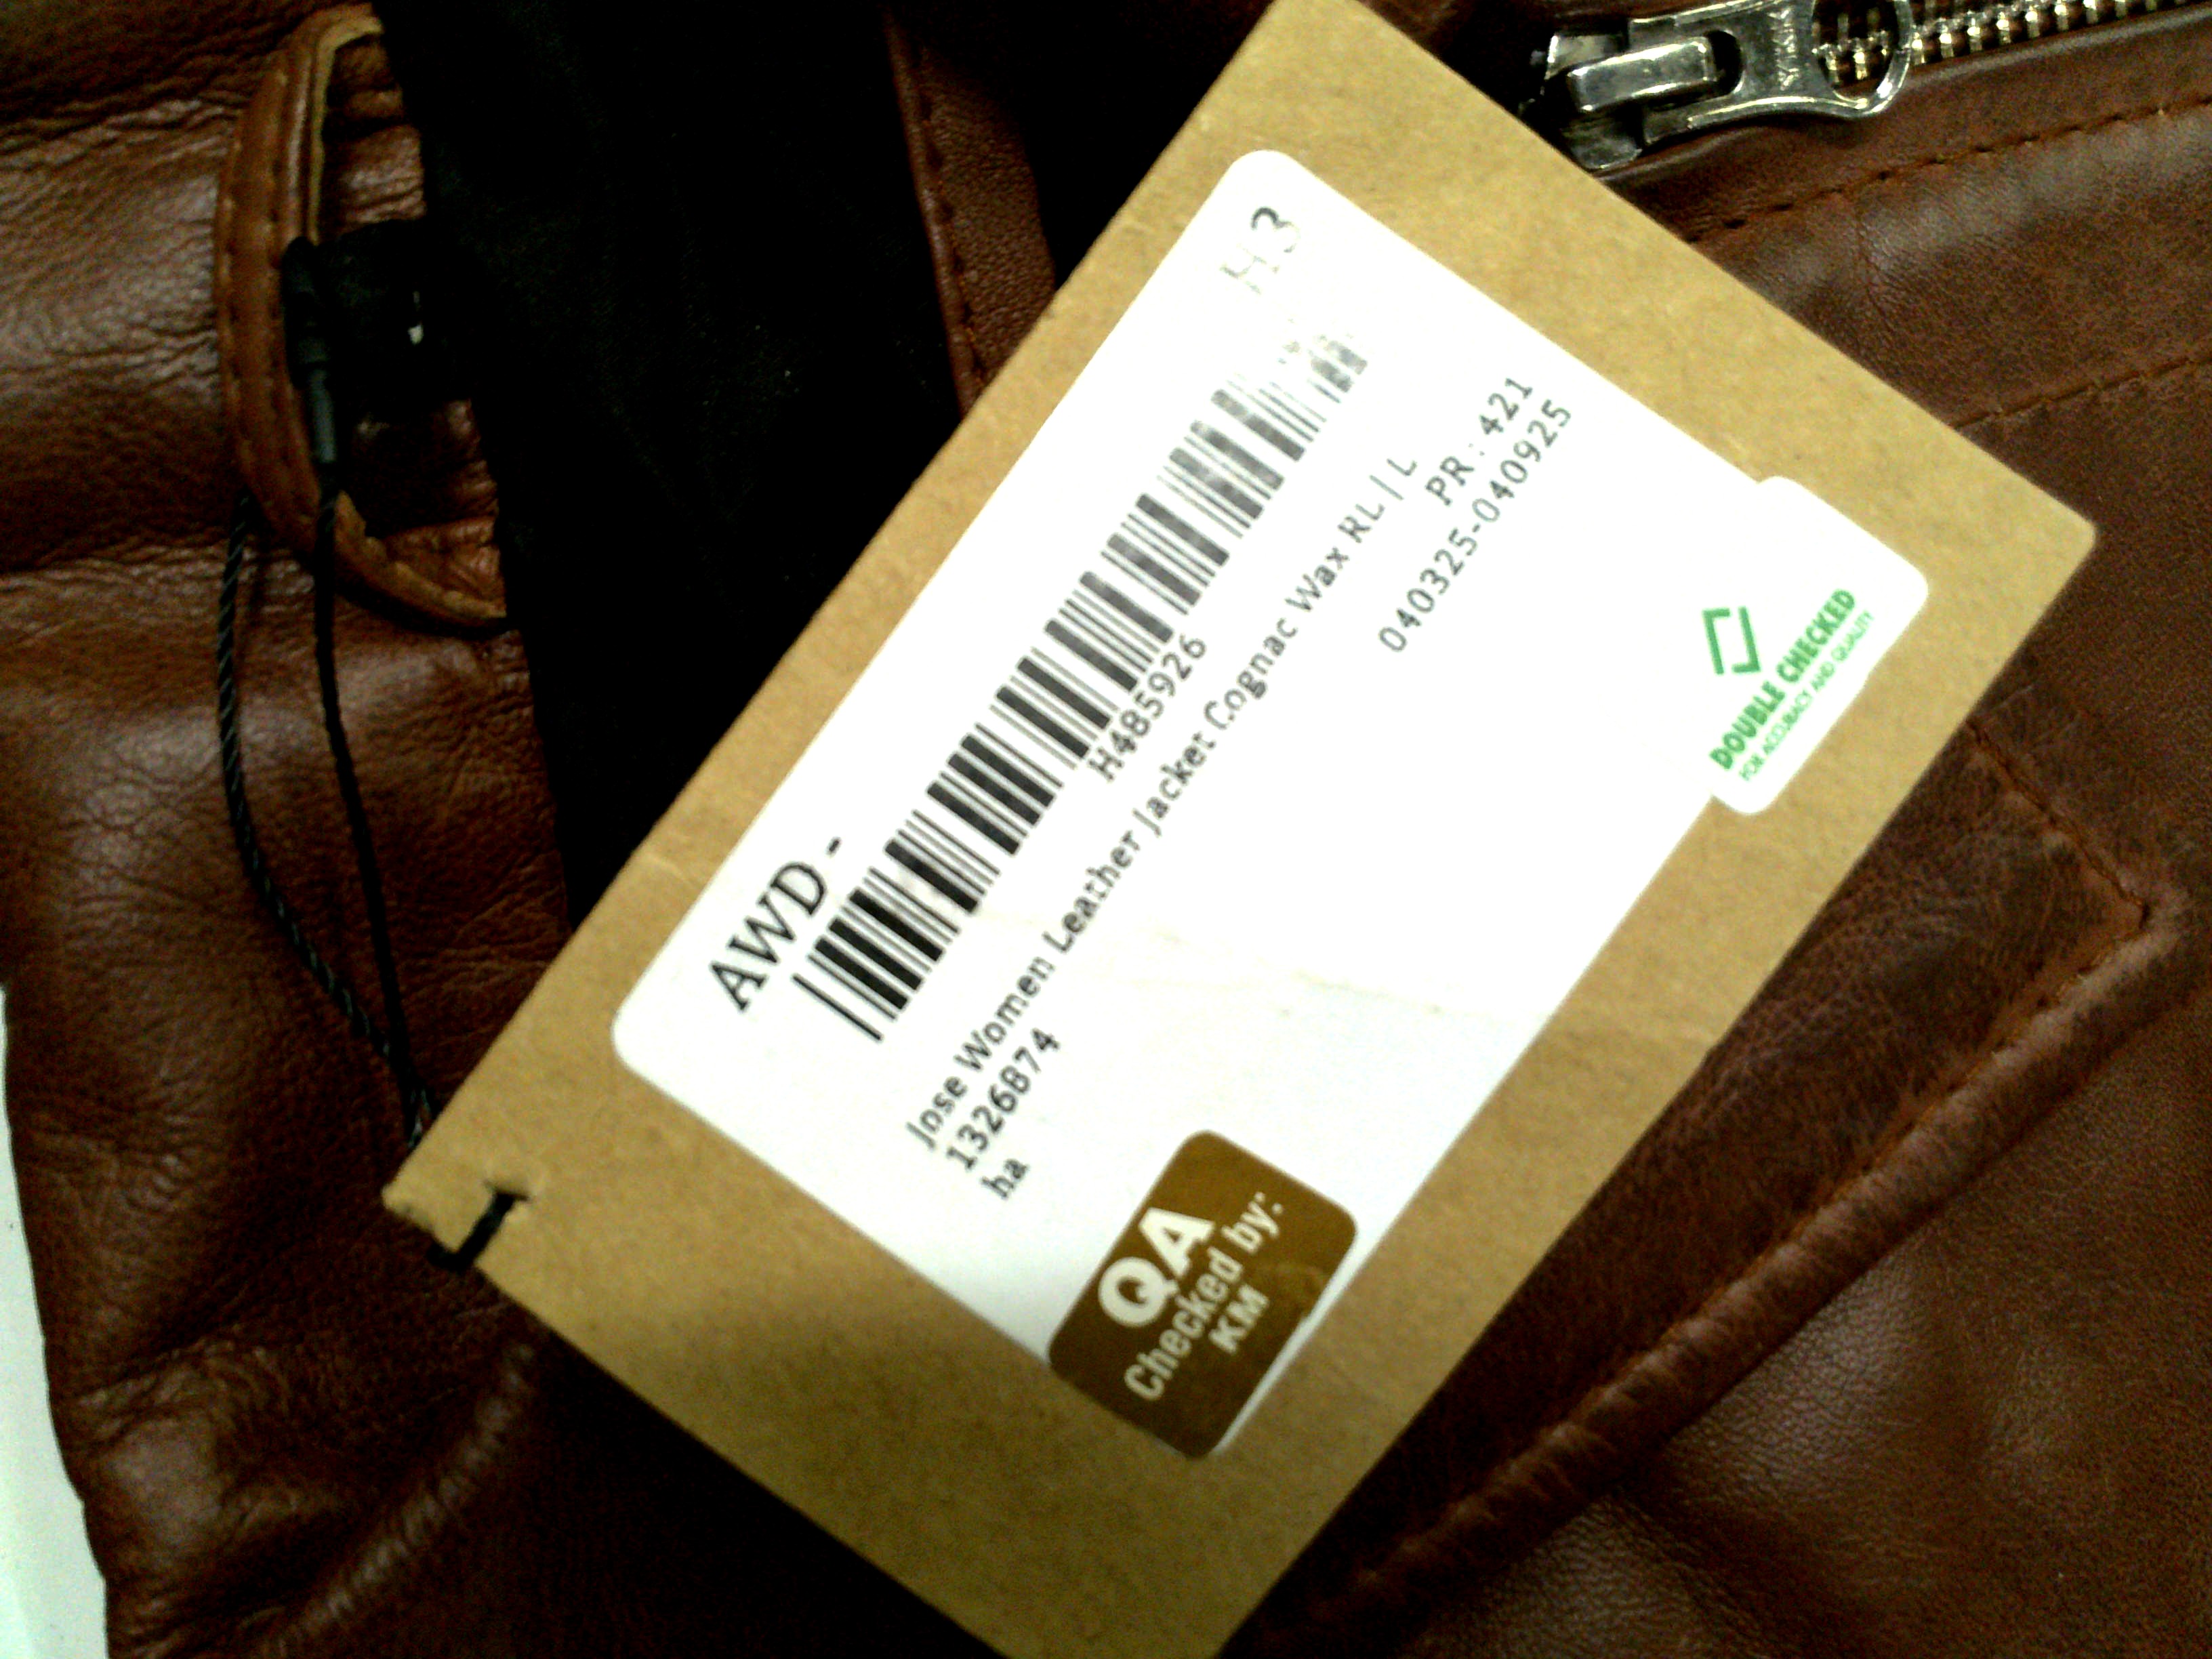 AWD -
H3
H485926
Jose Women Leather Jacket Cognac Wax RL | L
1326874
PR : 421
ha
040325-040925
DOUBLE CHECKED
FOR ACCURACY AND QUALITY
QA
Checked by:
KM